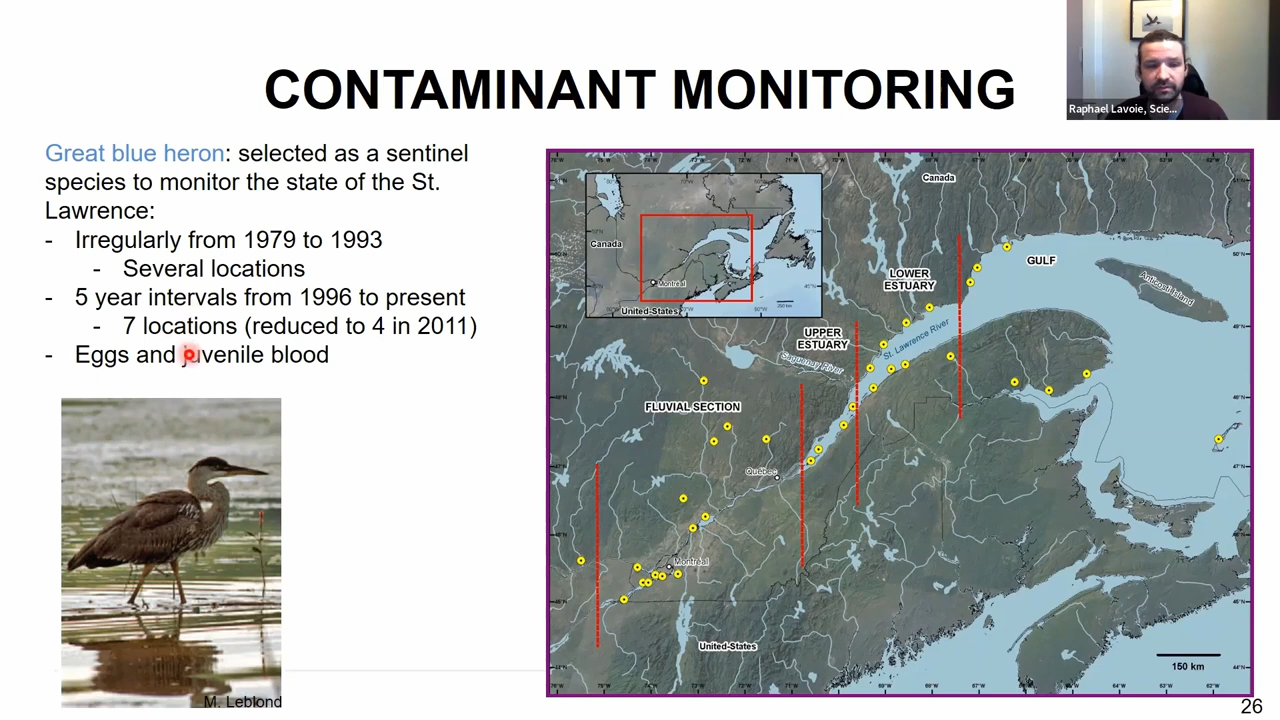 CONTAMINANT MONITORING
Raphael Lavoie, Scie...
Great blue heron: selected as a sentinel
species to monitor the state of the St.
Lawrence:
- Irregularly from 1979 to 1993
- Several locations
- 5 year intervals from 1996 to present
- 7 locations (reduced to 4 in 2011)
- Eggs and juvenile blood
M. Leblond
Canada
Canada
Montréal
United-States
GULF
Anticosti Island
LOWER
ESTUARY
UPPER
ESTUARY
St. Lawrence River
Saguenay River
FLUVIAL SECTION
Québec
Montréal
United-States
150 km
26